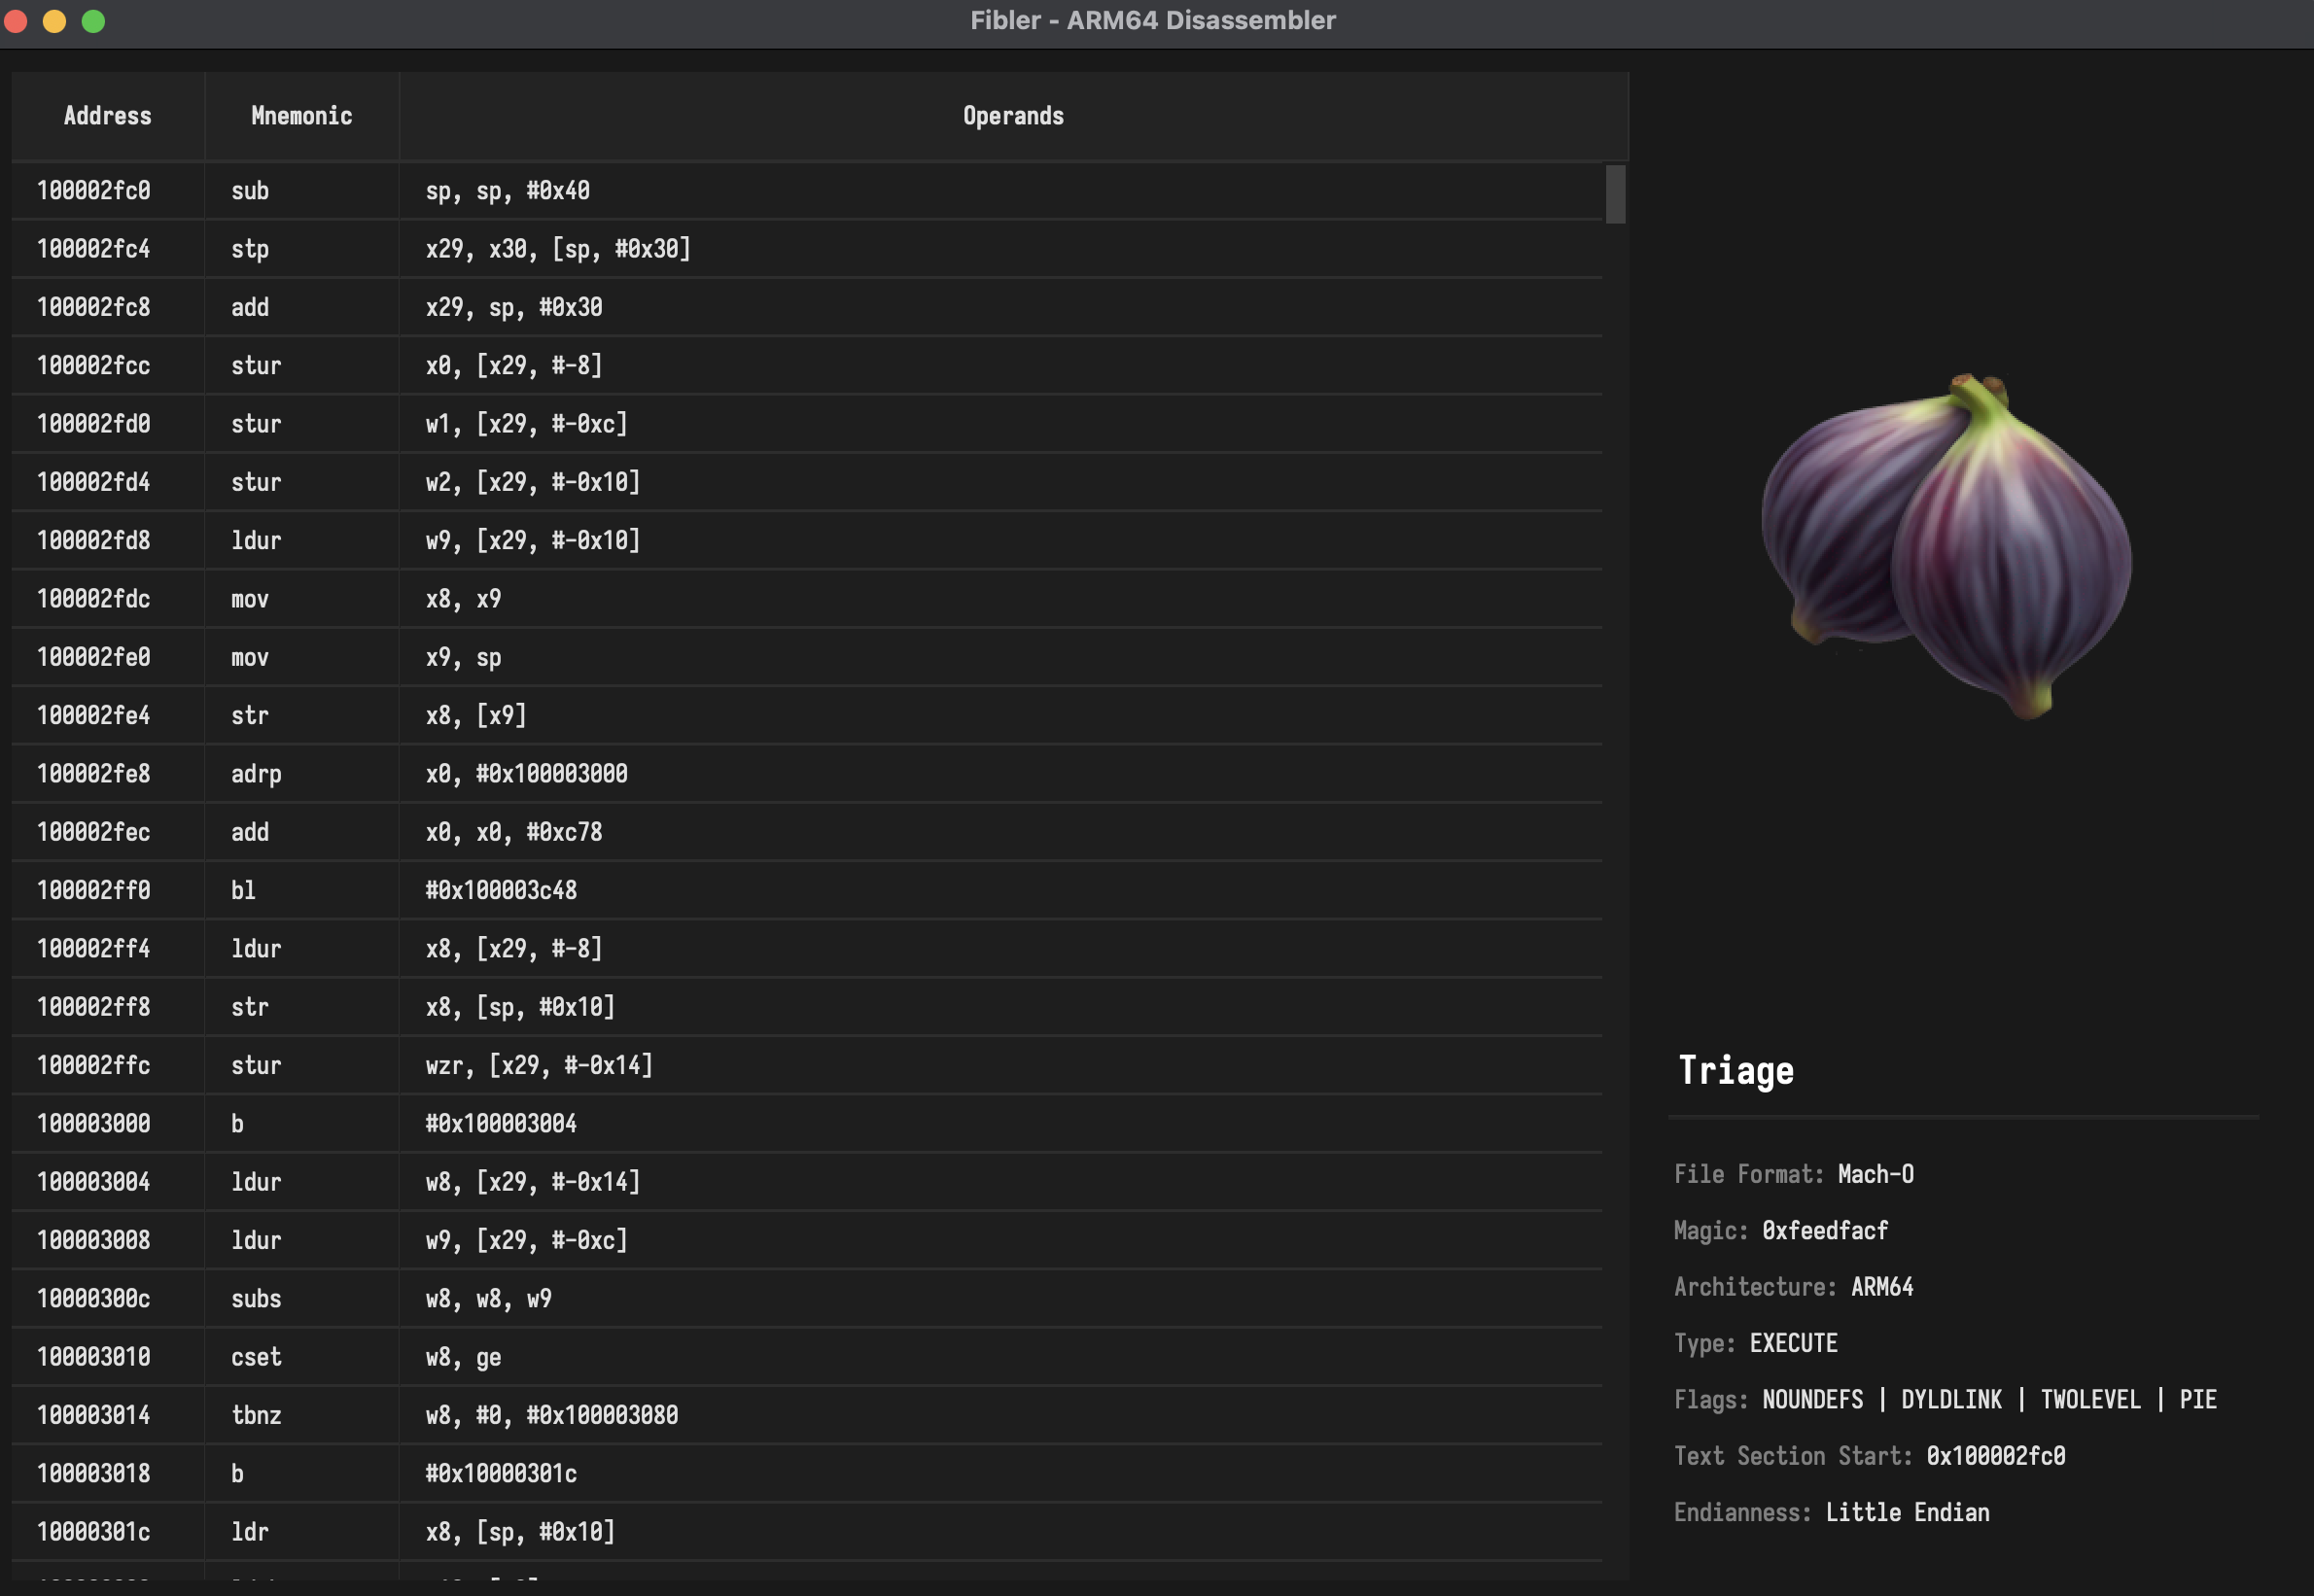 Fibler - ARM64 Disassembler
Address Mnemonic Operands
100002fc0 sub sp, sp, #0x40
100002fc4 stp x29, x30, [sp, #0x30]
100002fc8 add x29, sp, #0x30
100002fcc stur x0, [x29, #-8]
100002fd0 stur w1, [x29, #-0xc]
100002fd4 stur w2, [x29, #-0x10]
100002fd8 ldur w9, [x29, #-0x10]
100002fdc mov x8, x9
100002fe0 mov x9, sp
100002fe4 str x8, [x9]
100002fe8 adrp x0, #0x100003000
100002fec add x0, x0, #0xc78
100002ff0 bl #0x100003c48
100002ff4 ldur x8, [x29, #-8]
100002ff8 str x8, [sp, #0x10]
100002ffc stur wzr, [x29, #-0x14]
100003000 b #0x100003004
100003004 ldur w8, [x29, #-0x14]
100003008 ldur w9, [x29, #-0xc]
10000300c subs w8, w8, w9
100003010 cset w8, ge
100003014 tbnz w8, #0, #0x100003080
100003018 b #0x10000301c
10000301c ldr x8, [sp, #0x10]
Triage
File Format: Mach-O
Magic: 0xfeedfacf
Architecture: ARM64
Type: EXECUTE
Flags: NOUNDEFS | DYLDLINK | TWOLEVEL | PIE
Text Section Start: 0x100002fc0
Endianness: Little Endian